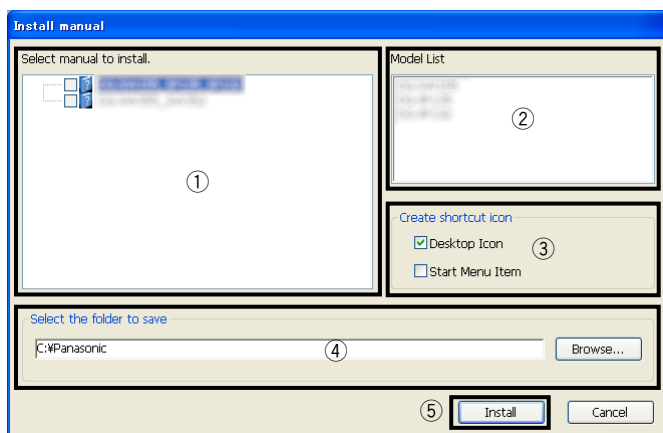 Install manual
Select manual to install.
①
Model List
②
Create shortcut icon
Desktop Icon
Start Menu Item
③
Select the folder to save
C:¥Panasonic
④
Browse...
⑤
Install
Cancel